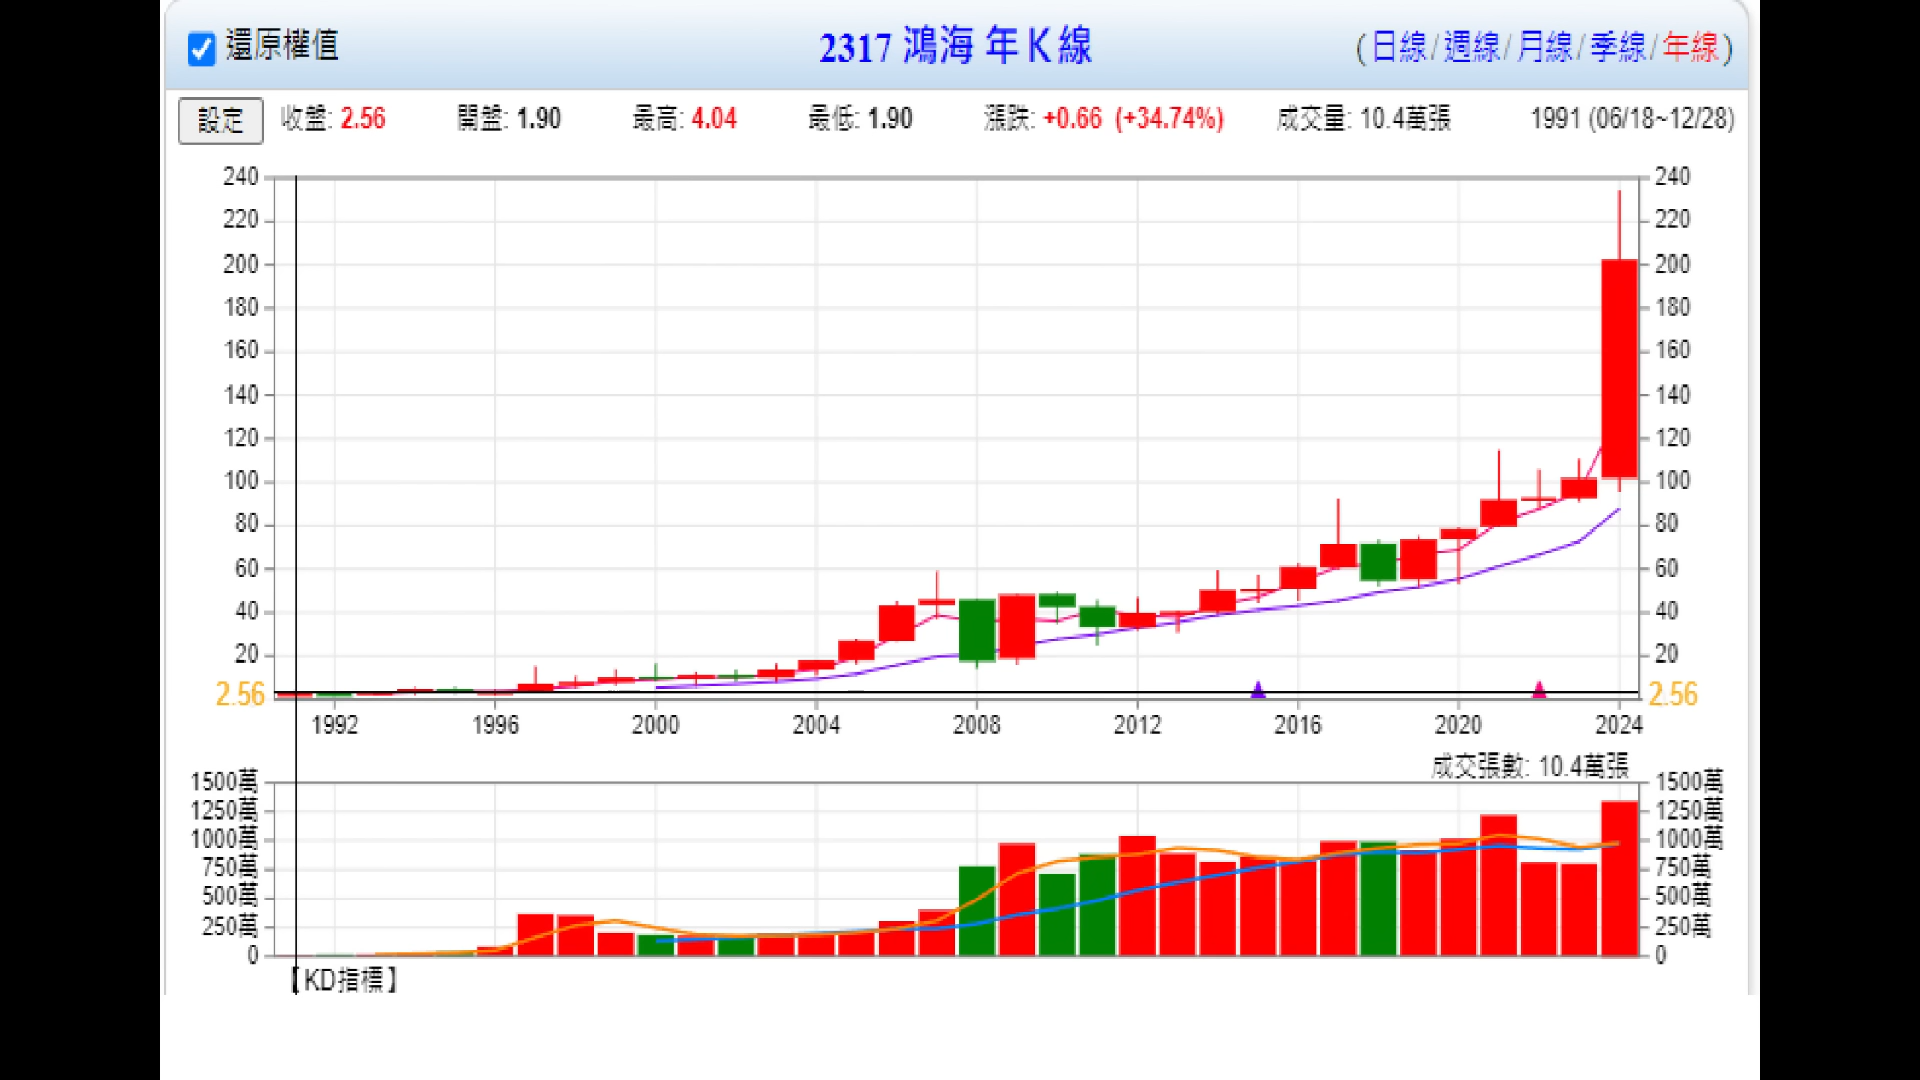 還原權值 2317 鴻海 年K線 (日線/週線/月線/季線/年線)
設定 收盤: 2.56 開盤: 1.90 最高: 4.04 最低: 1.90 漲跌: +0.66 (+34.74%) 成交量: 10.4萬張 1991 (06/18~12/28)
240 240
220 220
200 200
180 180
160 160
140 140
120 120
100 100
80 80
60 60
40 40
20 20
2.56 2.56
1992 1996 2000 2004 2008 2012 2016 2020 2024
成交張數: 10.4萬張
1500萬 1500萬
1250萬 1250萬
1000萬 1000萬
750萬 750萬
500萬 500萬
250萬 250萬
0 0
【KD指標】